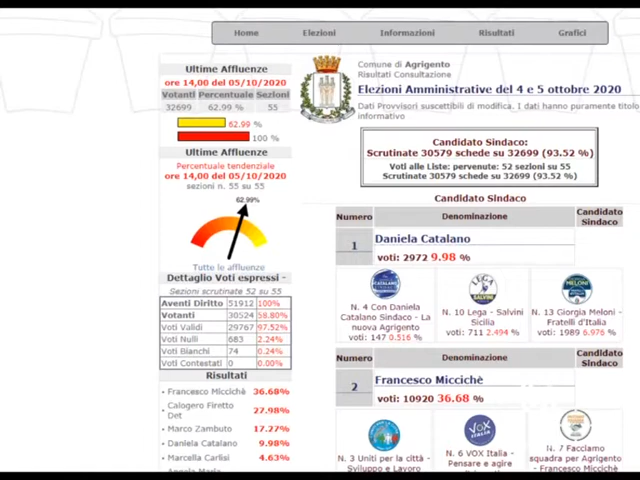 Home Elezioni Informazioni Risultati Grafici
Ultime Affluenze
ore 14,00 del 05/10/2020
Votanti Percentuale Sezioni
32699 62.99 % 55
62.99 %
100 %
Ultime Affluenze
Percentuale tendenziale
ore 14,00 del 05/10/2020
sezioni n. 55 su 55
62.99%
Tutte le affluenze
Dettaglio Voti espressi -
Sezioni scrutinate 52 su 55
Aventi Diritto 51912 100%
Votanti 30524 58.80%
Voti Validi 29767 97.52%
Voti Nulli 683 2.24%
Voti Bianchi 74 0.24%
Voti Contestati 0 0.00%
Risultati
Francesco Miccichè 36.68%
Calogero Firetto
Det 27.98%
Marco Zambuto 17.27%
Daniela Catalano 9.98%
Marcella Carlisi 4.63%
Angela Maria
Comune di Agrigento
Risultati Consultazione
Elezioni Amministrative del 4 e 5 ottobre 2020
Dati Provvisori suscettibili di modifica. I dati hanno puramente titolo
informativo
Candidato Sindaco:
Scrutinate 30579 schede su 32699 (93.52 %)
Voti alle Liste: pervenute: 52 sezioni su 55
Scrutinate 30579 schede su 32699 (93.52 %)
Candidato Sindaco
Numero Denominazione Candidato
Sindaco
1 Daniela Catalano
voti: 2972 9.98 %
CATALANO
LEGA
SALVINI
MELONI
N. 4 Con Daniela
Catalano Sindaco - La
nuova Agrigento
voti: 147 0.516 %
N. 10 Lega - Salvini
Sicilia
voti: 711 2.494 %
N. 13 Giorgia Meloni -
Fratelli d'Italia
voti: 1989 6.976 %
Numero Denominazione Candidato
Sindaco
2 Francesco Miccichè
voti: 10920 36.68 %
VOX
ITALIA
N. 3 Uniti per la città -
Sviluppo e Lavoro
N. 6 VOX Italia -
Pensare e agire
N. 7 Facciamo
squadra per Agrigento
- Francesco Miccichè